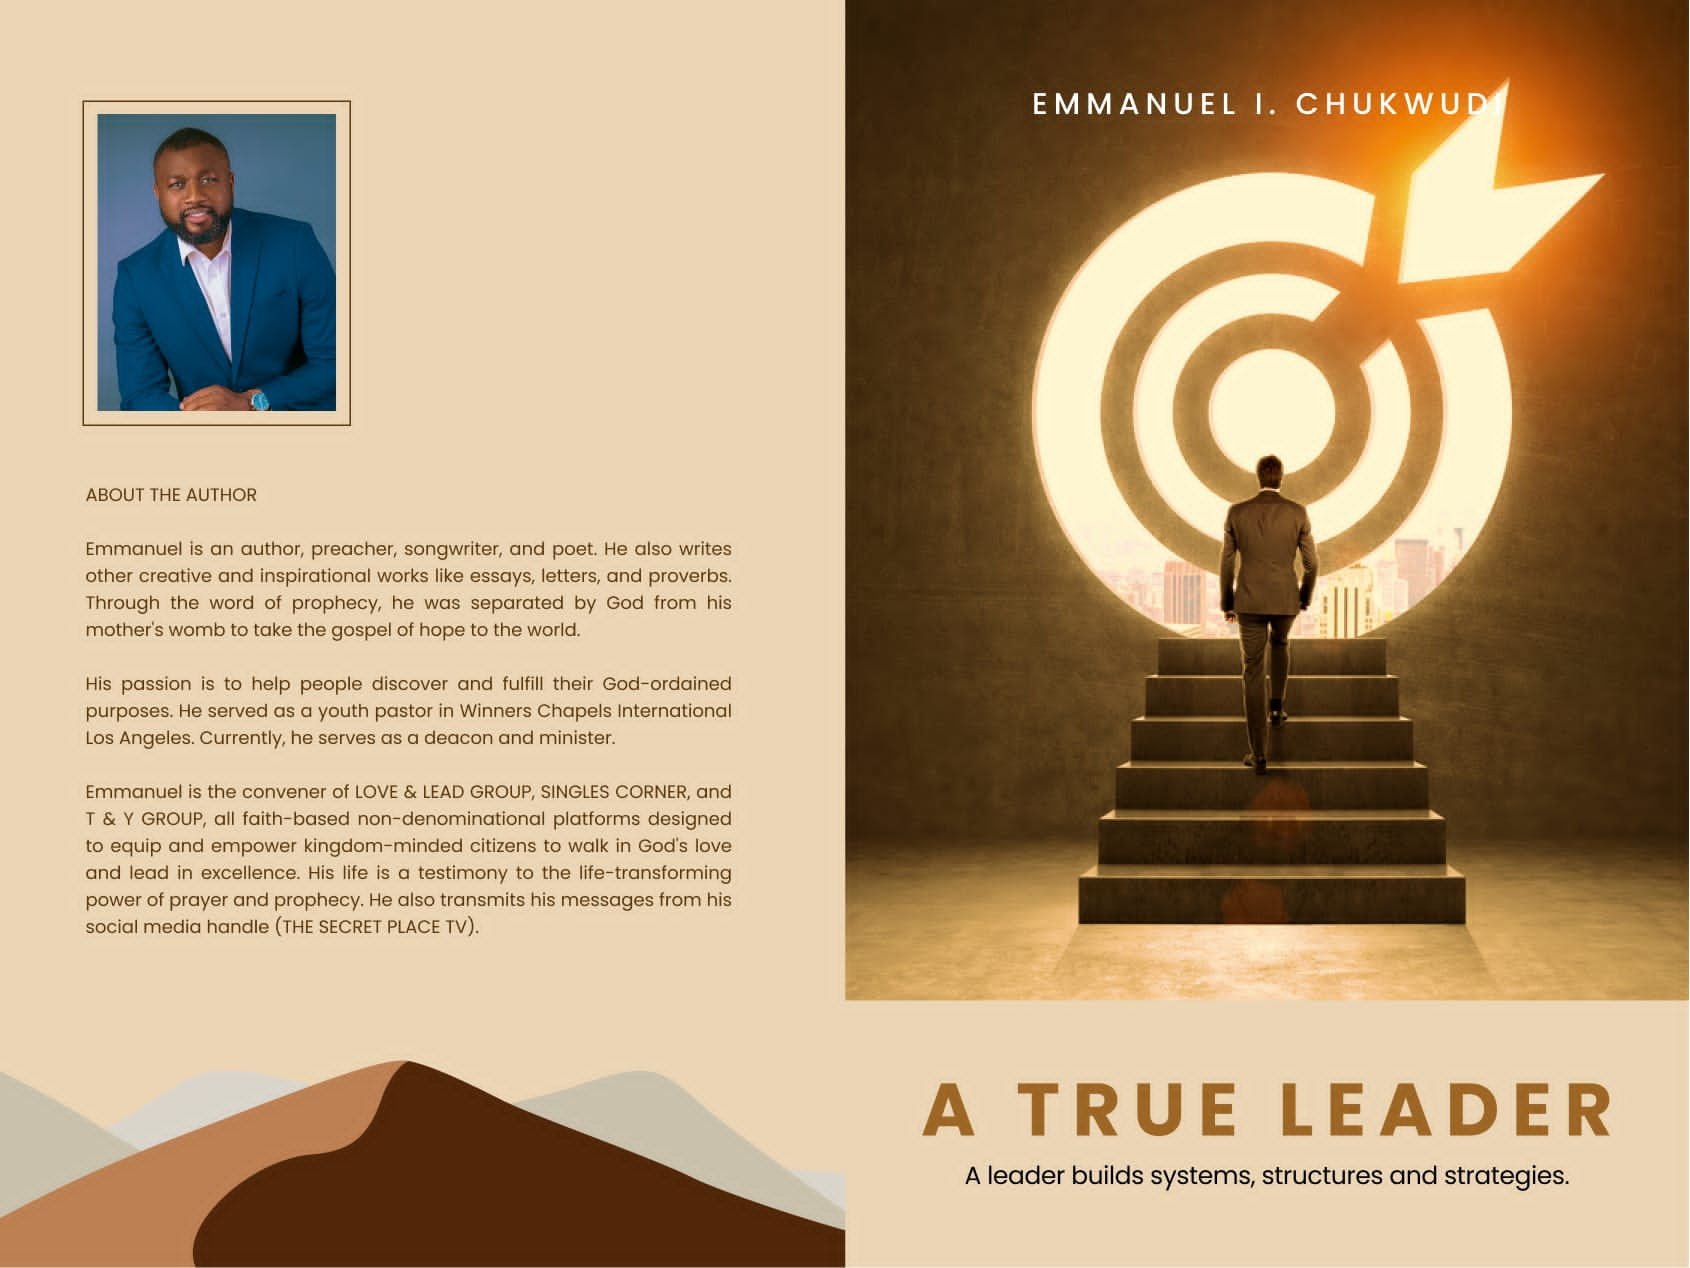 ABOUT THE AUTHOR
Emmanuel is an author, preacher, songwriter, and poet. He also writes
other creative and inspirational works like essays, letters, and proverbs.
Through the word of prophecy, he was separated by God from his
mother's womb to take the gospel of hope to the world.
His passion is to help people discover and fulfill their God-ordained
purposes. He served as a youth pastor in Winners Chapels International
Los Angeles. Currently, he serves as a deacon and minister.
Emmanuel is the convener of LOVE & LEAD GROUP, SINGLES CORNER, and
T & Y GROUP, all faith-based non-denominational platforms designed
to equip and empower kingdom-minded citizens to walk in God's love
and lead in excellence. His life is a testimony to the life-transforming
power of prayer and prophecy. He also transmits his messages from his
social media handle (THE SECRET PLACE TV).
EMMANUEL I. CHUKWUDI
A TRUE LEADER
A leader builds systems, structures and strategies.